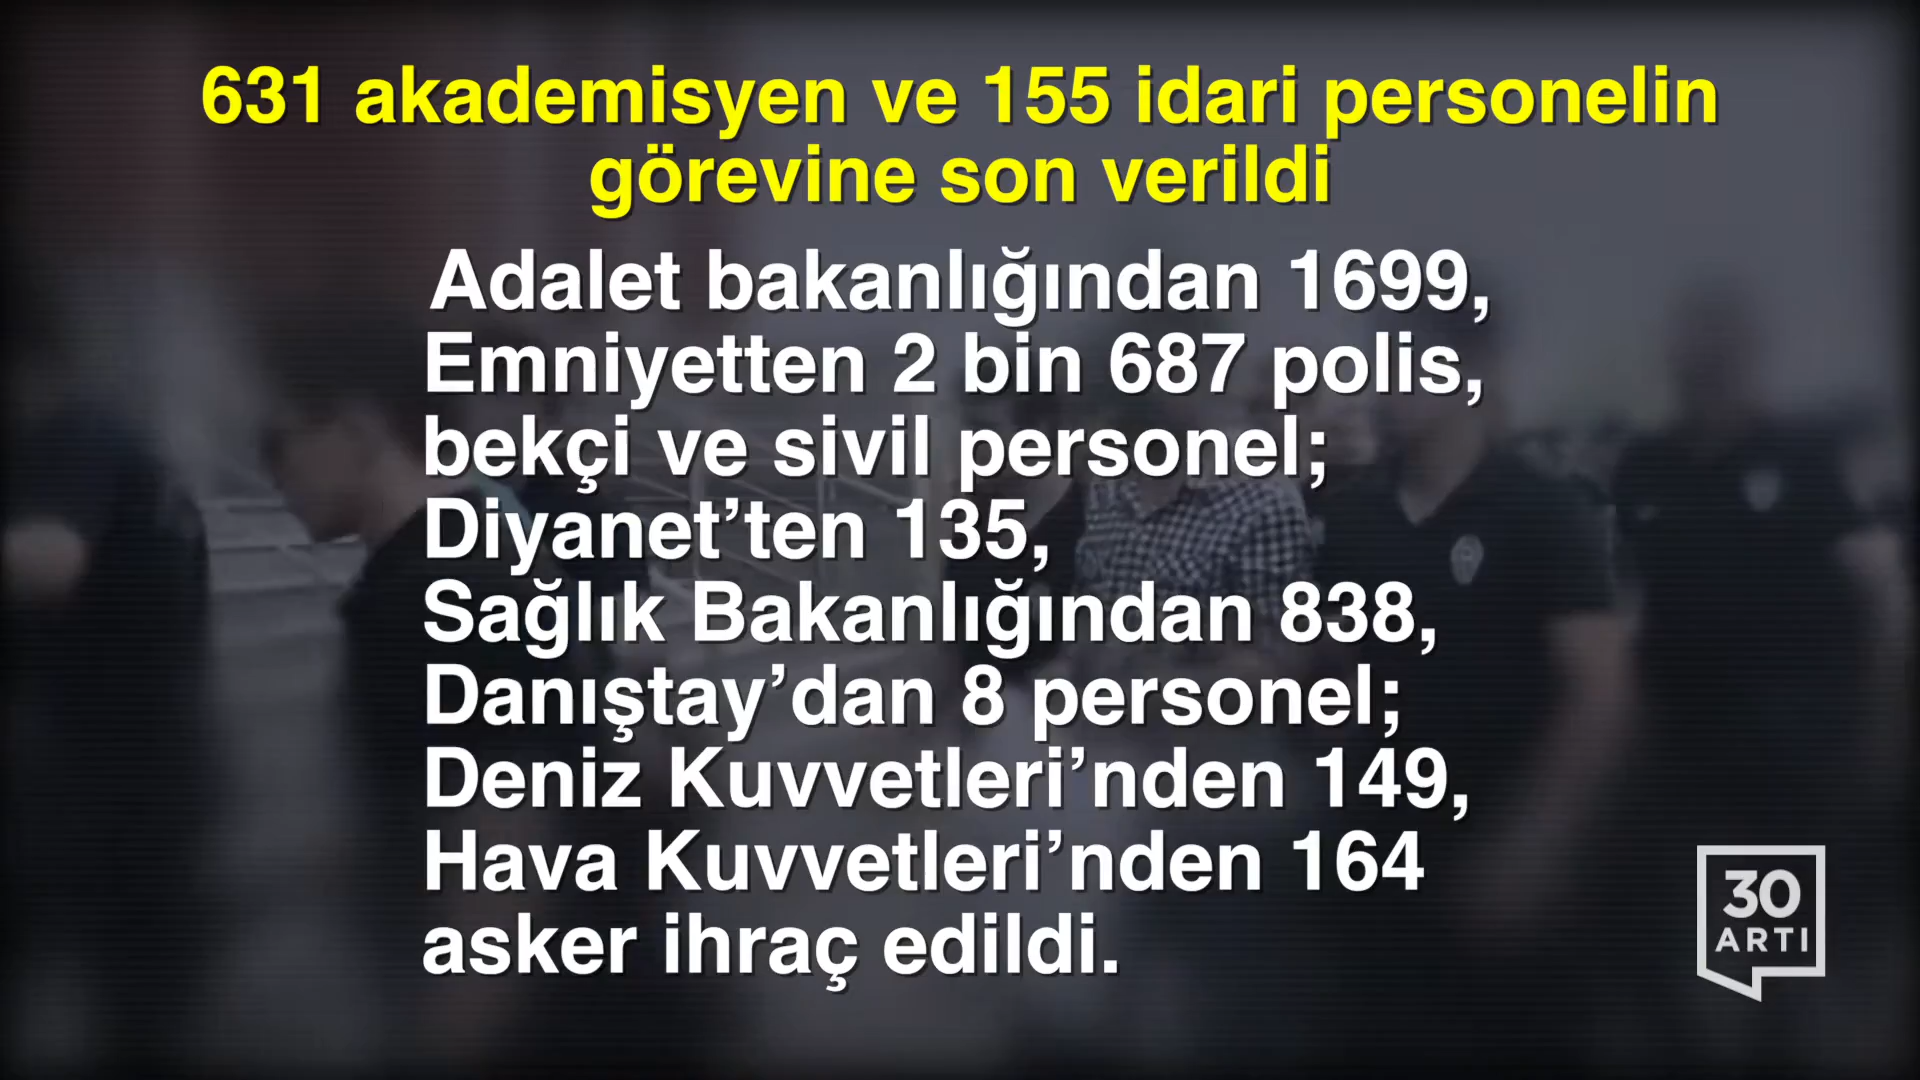 631 akademisyen ve 155 idari personelin
görevine son verildi
Adalet bakanlığından 1699,
Emniyetten 2 bin 687 polis,
bekçi ve sivil personel;
Diyanet’ten 135,
Sağlık Bakanlığından 838,
Danıştay’dan 8 personel;
Deniz Kuvvetleri’nden 149,
Hava Kuvvetleri’nden 164
asker ihraç edildi.
30
ARTI